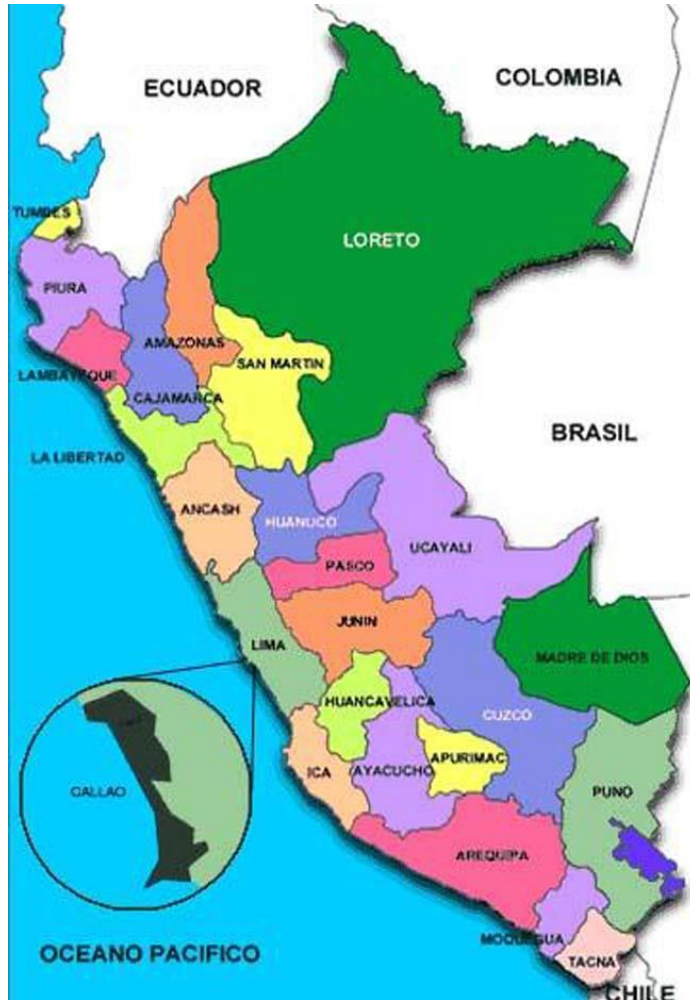 ECUADOR
COLOMBIA
TUMBES
LORETO
PIURA
AMAZONAS
SAN MARTIN
LAMBAYEQUE
CAJAMARCA
BRASIL
LA LIBERTAD
ANCASH
HUANUCO
UCAYALI
PASCO
JUNIN
LIMA
MADRE DE DIOS
HUANCAVELICA
CUZCO
ICA
AYACUCHO
APURIMAC
PUNO
CALLAO
AREQUIPA
MOQUEGUA
OCEANO PACIFICO
TACNA
CHILE